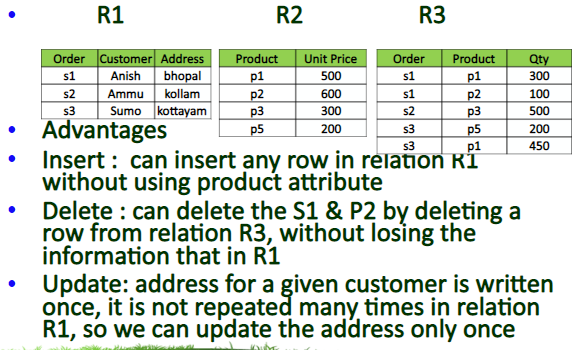 R1 R2 R3
Order Customer Address Product Unit Price Order Product Qty
s1 Anish bhopal p1 500 s1 p1 300
s2 Ammu kollam p2 600 s1 p2 100
s3 Sumo kottayam p3 300 s2 p3 500
p5 200 s3 p5 200
s3 p1 450
• Advantages
• Insert : can insert any row in relation R1
without using product attribute
• Delete : can delete the S1 & P2 by deleting a
row from relation R3, without losing the
information that in R1
• Update: address for a given customer is written
once, it is not repeated many times in relation
R1, so we can update the address only once